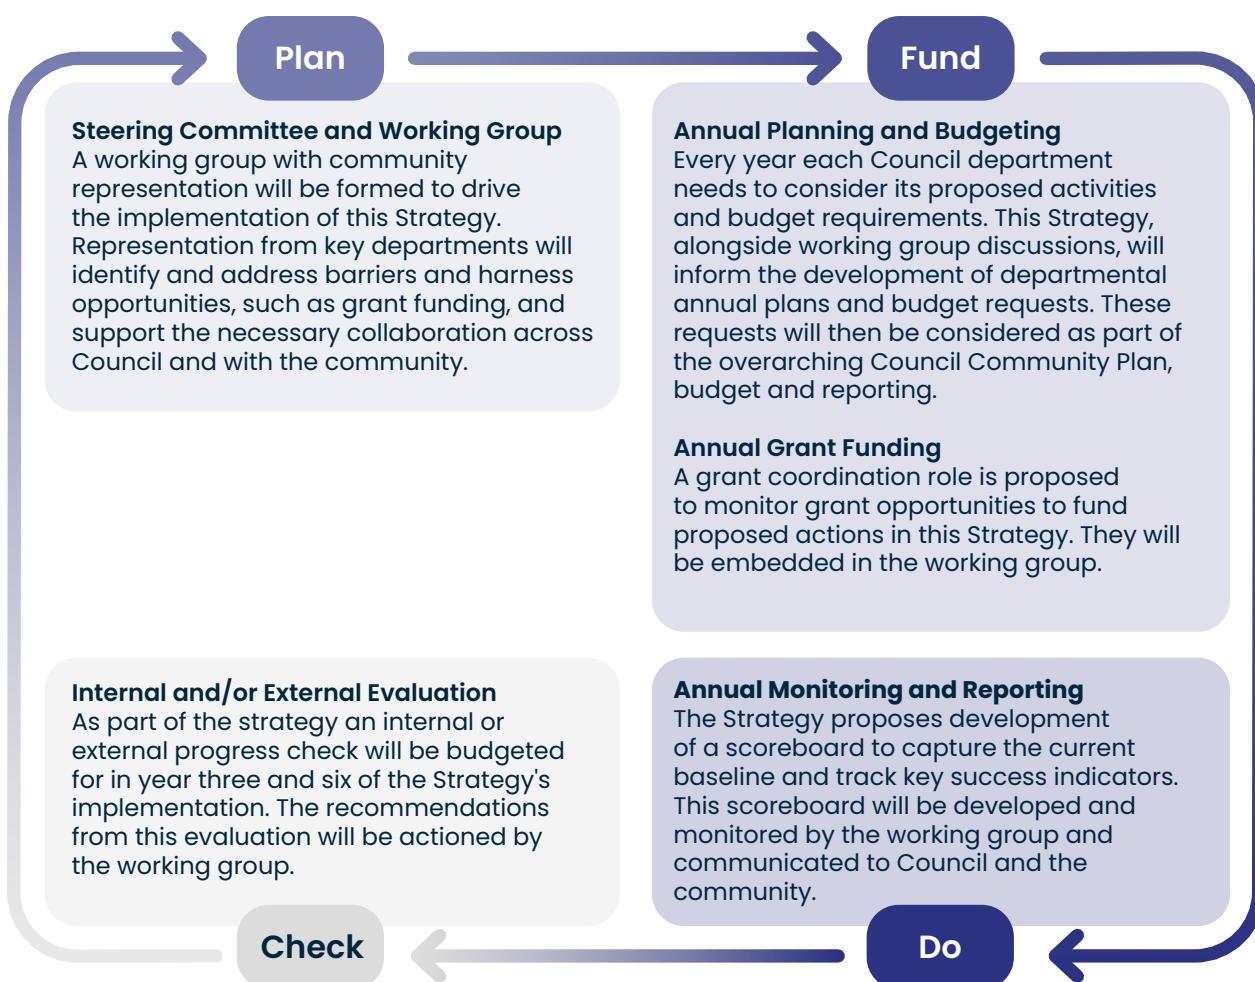 Plan
Steering Committee and Working Group
A working group with community
representation will be formed to drive
the implementation of this Strategy.
Representation from key departments will
identify and address barriers and harness
opportunities, such as grant funding, and
support the necessary collaboration across
Council and with the community.
Fund
Annual Planning and Budgeting
Every year each Council department
needs to consider its proposed activities
and budget requirements. This Strategy,
alongside working group discussions, will
inform the development of departmental
annual plans and budget requests. These
requests will then be considered as part of
the overarching Council Community Plan,
budget and reporting.
Annual Grant Funding
A grant coordination role is proposed
to monitor grant opportunities to fund
proposed actions in this Strategy. They will
be embedded in the working group.
Internal and/or External Evaluation
As part of the strategy an internal or
external progress check will be budgeted
for in year three and six of the Strategy's
implementation. The recommendations
from this evaluation will be actioned by
the working group.
Check
Annual Monitoring and Reporting
The Strategy proposes development
of a scoreboard to capture the current
baseline and track key success indicators.
This scoreboard will be developed and
monitored by the working group and
communicated to Council and the
community.
Do